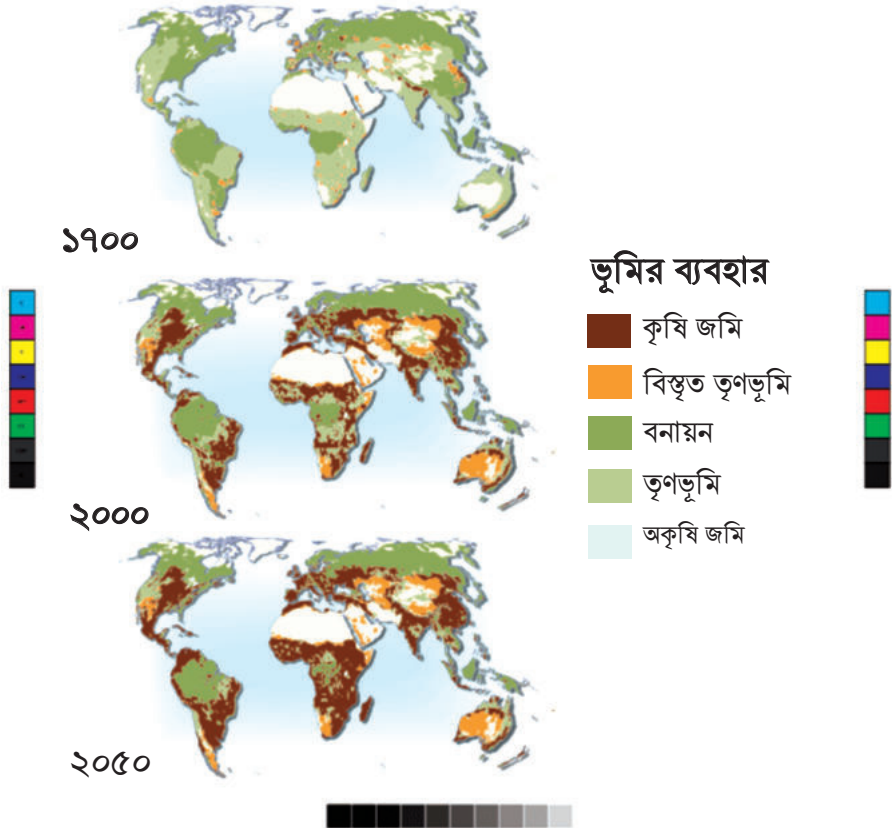 ১৭০০
ভূমির ব্যবহার
কৃষি জমি
বিস্তৃত তৃণভূমি
বনায়ন
তৃণভূমি
অকৃষি জমি
২০০০
২০৫০